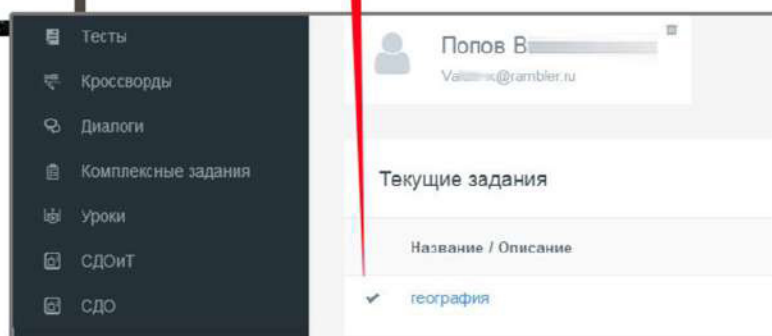 Тесты
Кроссворды
Диалоги
Комплексные задания
Уроки
СДОиТ
СДО
Попов В
@rambler.ru
Текущие задания
Название / Описание
география